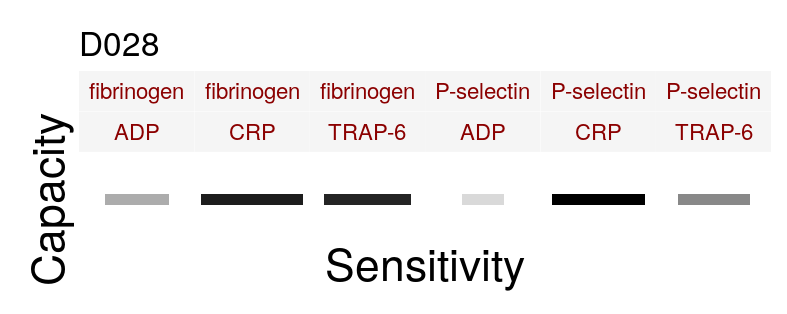 D028
fibrinogen fibrinogen fibrinogen P-selectin P-selectin P-selectin
ADP CRP TRAP-6 ADP CRP TRAP-6
Capacity
Sensitivity